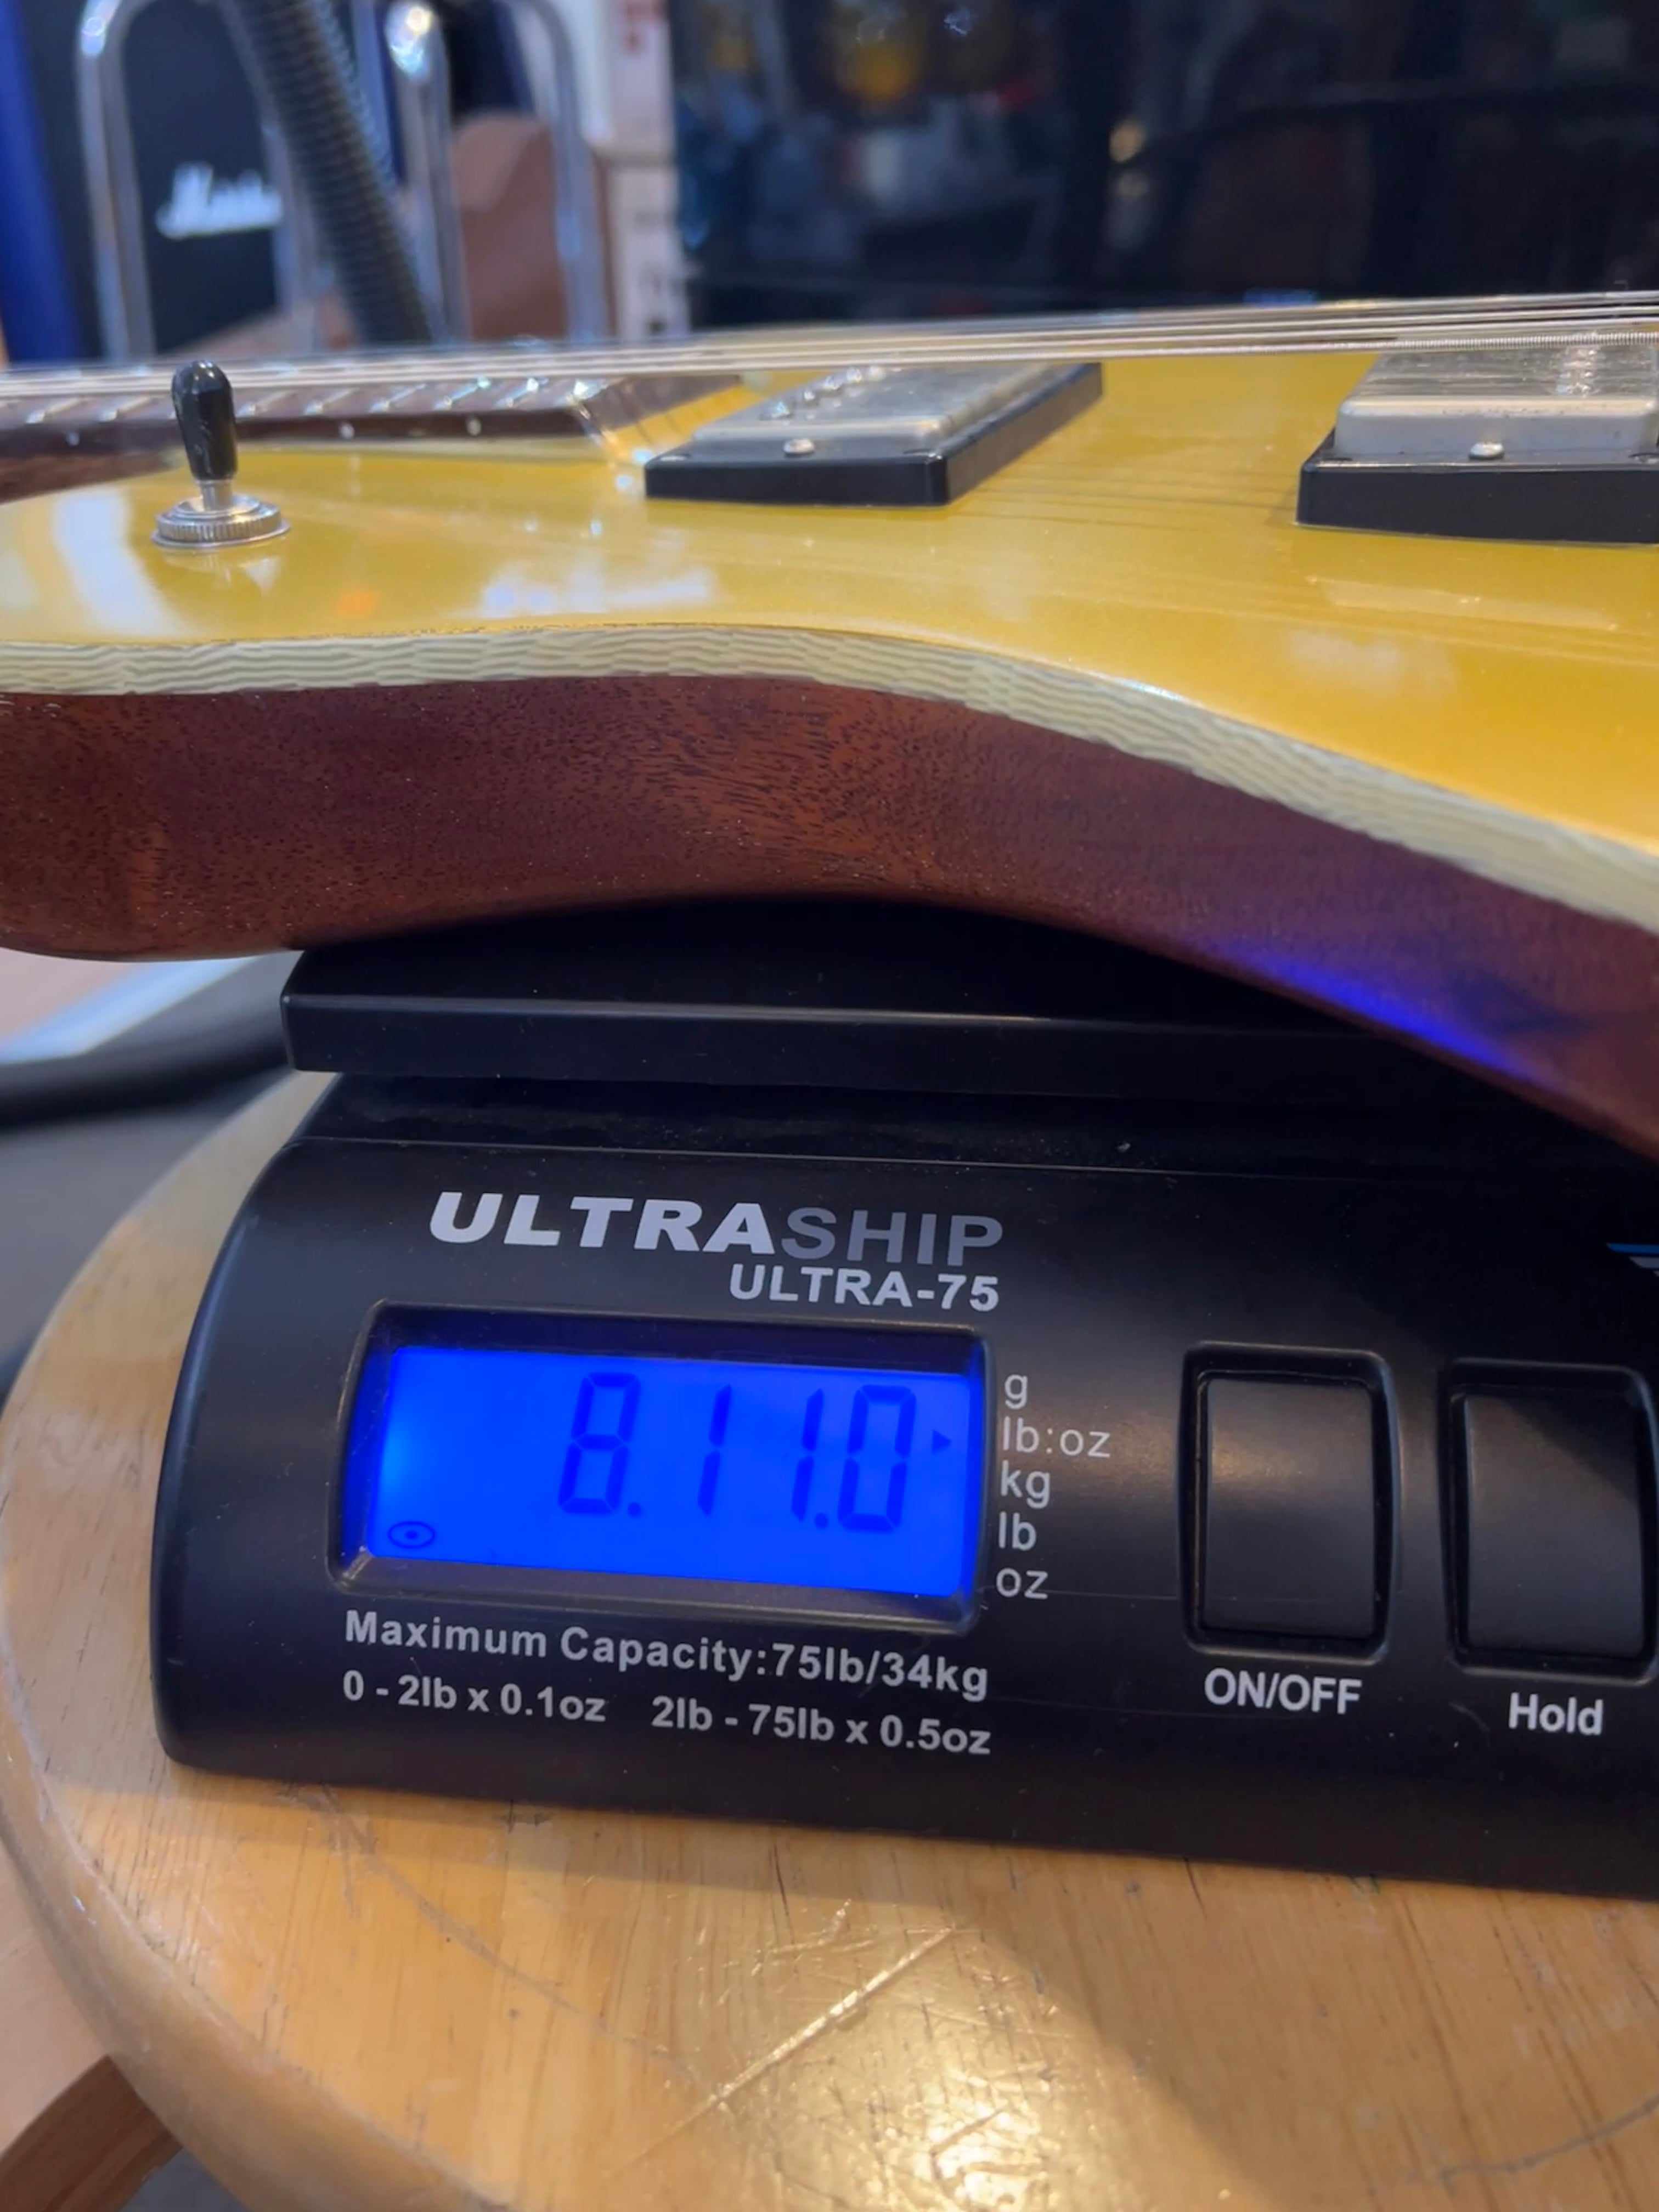 Marshall
ULTRASHIP
ULTRA-75
8.11.0
g
lb:oz
kg
lb
oz
Maximum Capacity:75lb/34kg
0 - 2lb x 0.1oz 2lb - 75lb x 0.5oz
ON/OFF
Hold